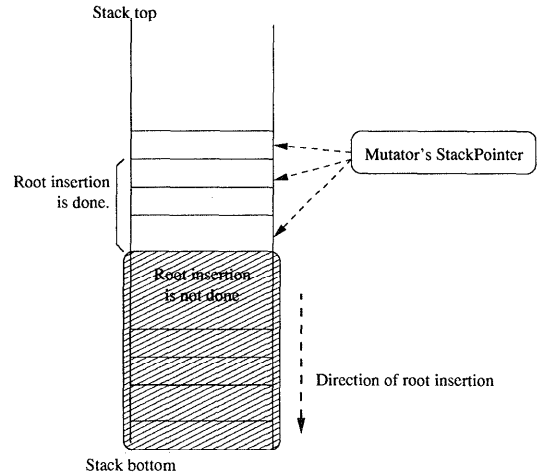 Stack top
Mutator's StackPointer
Root insertion
is done.
Root insertion
is not done
Direction of root insertion
Stack bottom